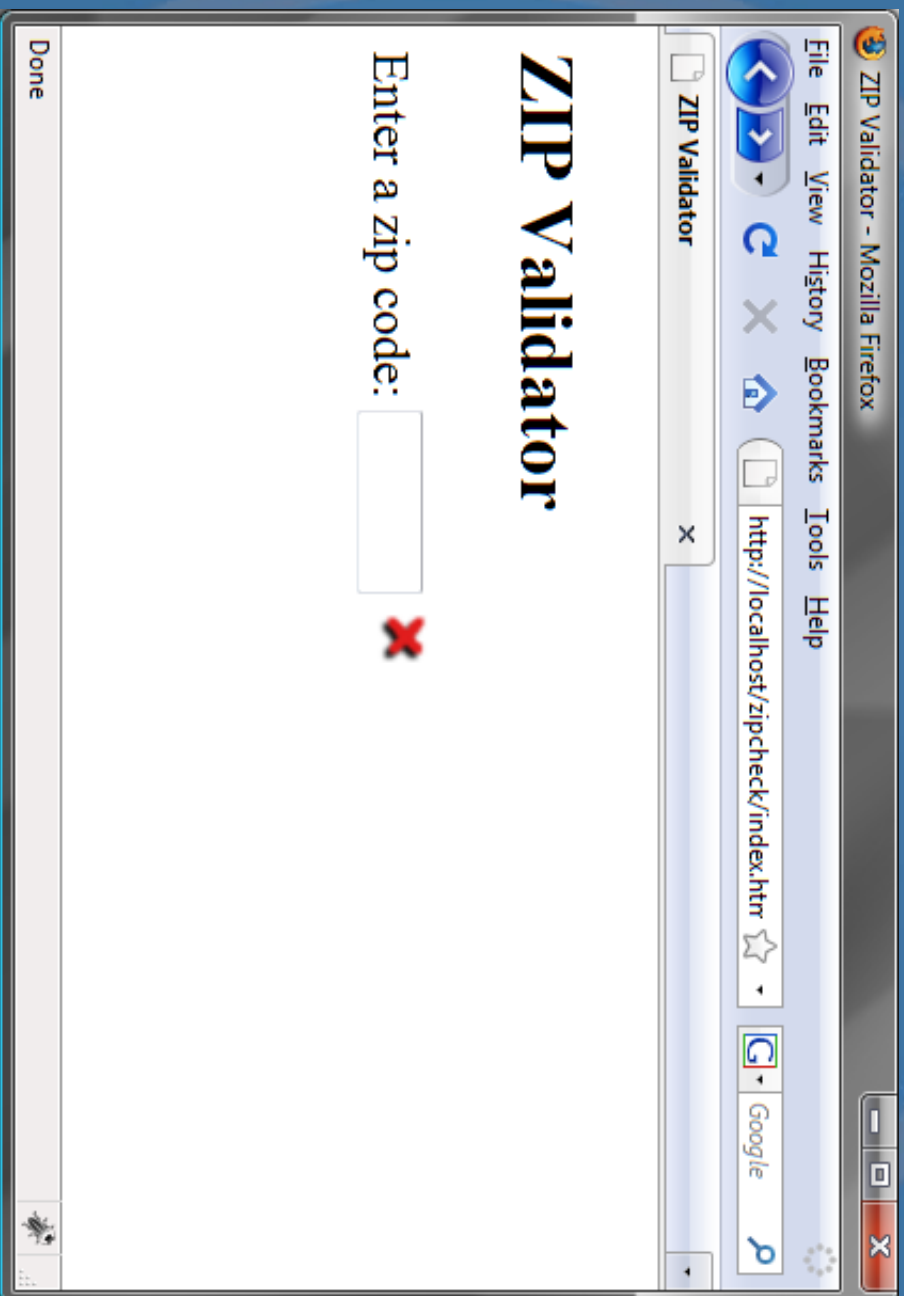 ZIP Validator - Mozilla Firefox
File Edit View History Bookmarks Tools Help
http://localhost/zipcheck/index.htm
G Google
ZIP Validator
ZIP Validator
Enter a zip code:
Done